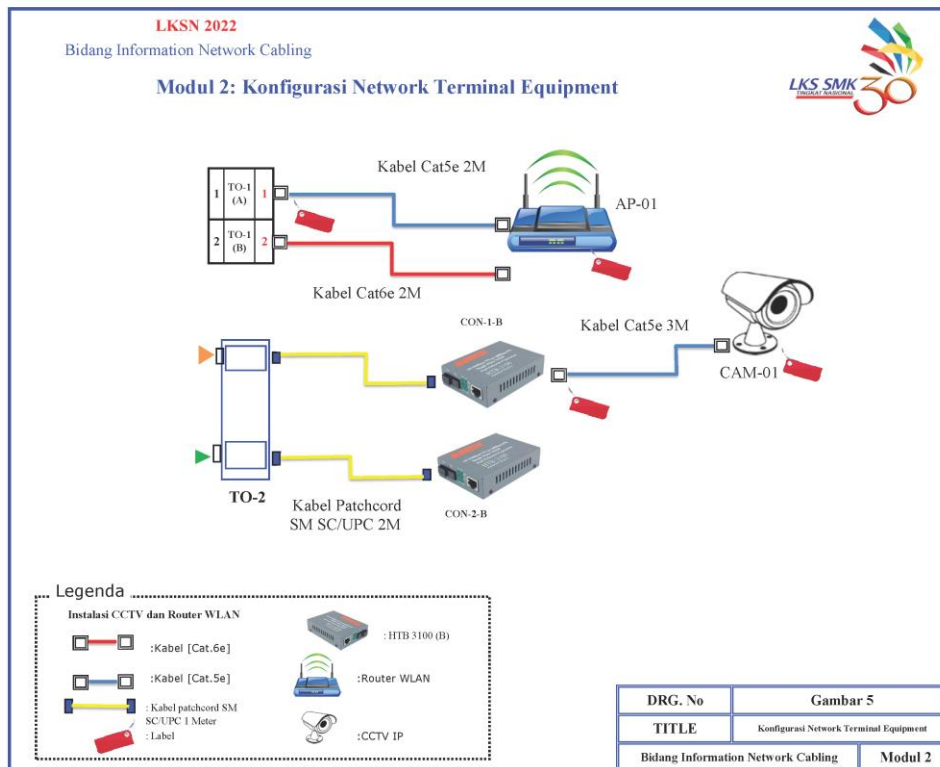 LKSN 2022
Bidang Information Network Cabling
Modul 2: Konfigurasi Network Terminal Equipment
LKS SMK
TINGKAT NASIONAL
30
Kabel Cat5e 2M
1 TO-1 (A) 1
2 TO-1 (B) 2
AP-01
Kabel Cat6e 2M
CON-1-B
Kabel Cat5e 3M
CAM-01
TO-2
Kabel Patchcord
SM SC/UPC 2M
CON-2-B
Legenda
Instalasi CCTV dan Router WLAN
:Kabel [Cat.6e]
:Kabel [Cat.5e]
: Kabel patchcord SM
SC/UPC 1 Meter
: Label
: HTB 3100 (B)
:Router WLAN
:CCTV IP
DRG. No Gambar 5
TITLE Konfigurasi Network Terminal Equipment
Bidang Information Network Cabling Modul 2